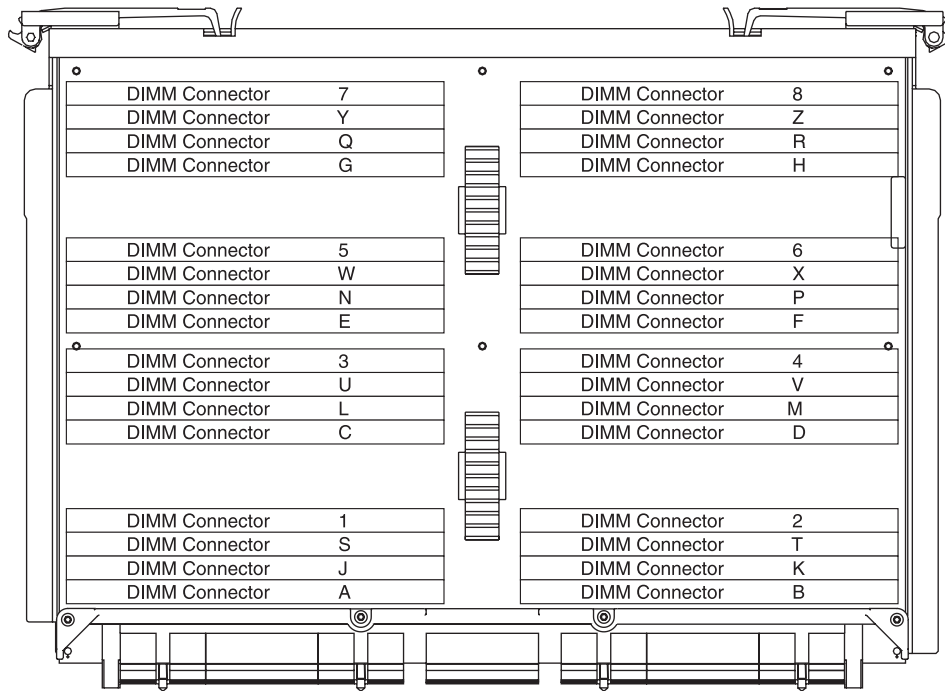 DIMM Connector 7 DIMM Connector 8
DIMM Connector Y DIMM Connector Z
DIMM Connector Q DIMM Connector R
DIMM Connector G DIMM Connector H
DIMM Connector 5 DIMM Connector 6
DIMM Connector W DIMM Connector X
DIMM Connector N DIMM Connector P
DIMM Connector E DIMM Connector F
DIMM Connector 3 DIMM Connector 4
DIMM Connector U DIMM Connector V
DIMM Connector L DIMM Connector M
DIMM Connector C DIMM Connector D
DIMM Connector 1 DIMM Connector 2
DIMM Connector S DIMM Connector T
DIMM Connector J DIMM Connector K
DIMM Connector A DIMM Connector B